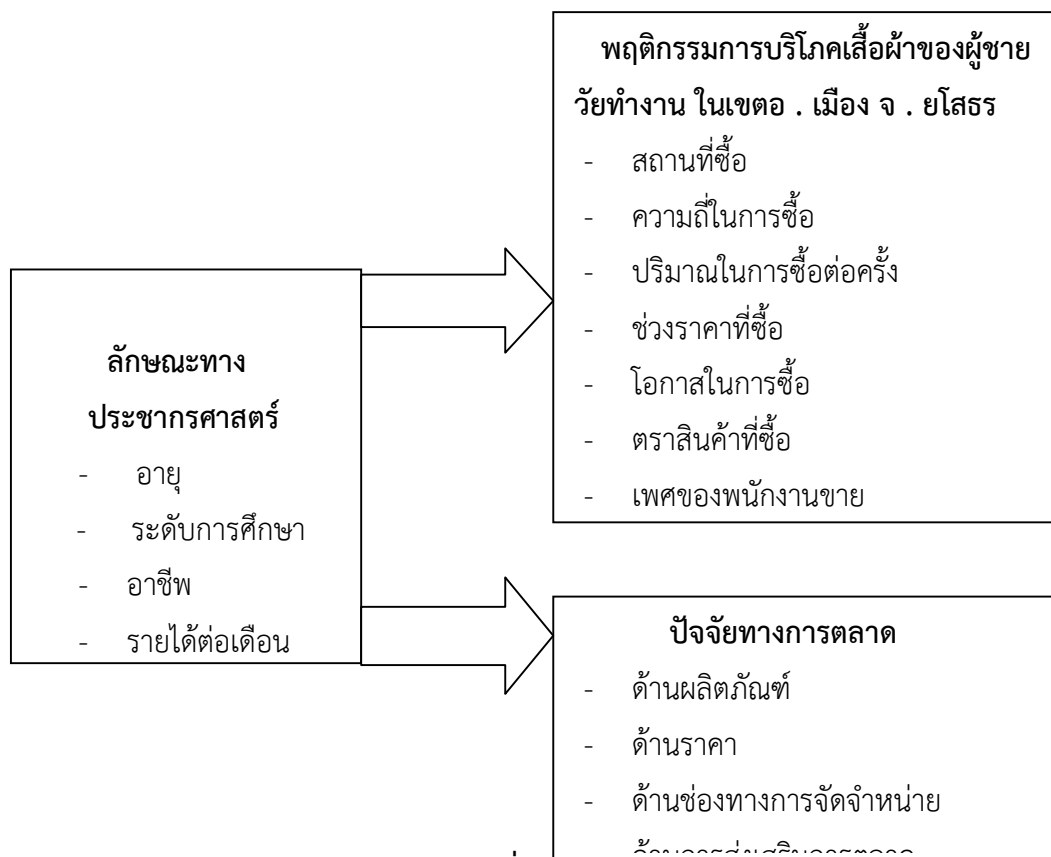 พฤติกรรมการบริโภคเสื้อผ้าของผู้ชาย
วัยทำงาน ในเขตอ . เมือง จ . ยโสธร
- สถานที่ซื้อ
- ความถี่ในการซื้อ
- ปริมาณในการซื้อต่อครั้ง
- ช่วงราคาที่ซื้อ
- โอกาสในการซื้อ
- ตราสินค้าที่ซื้อ
- เพศของพนักงานขาย
ลักษณะทาง
ประชากรศาสตร์
- อายุ
- ระดับการศึกษา
- อาชีพ
- รายได้ต่อเดือน
ปัจจัยทางการตลาด
- ด้านผลิตภัณฑ์
- ด้านราคา
- ด้านช่องทางการจัดจำหน่าย